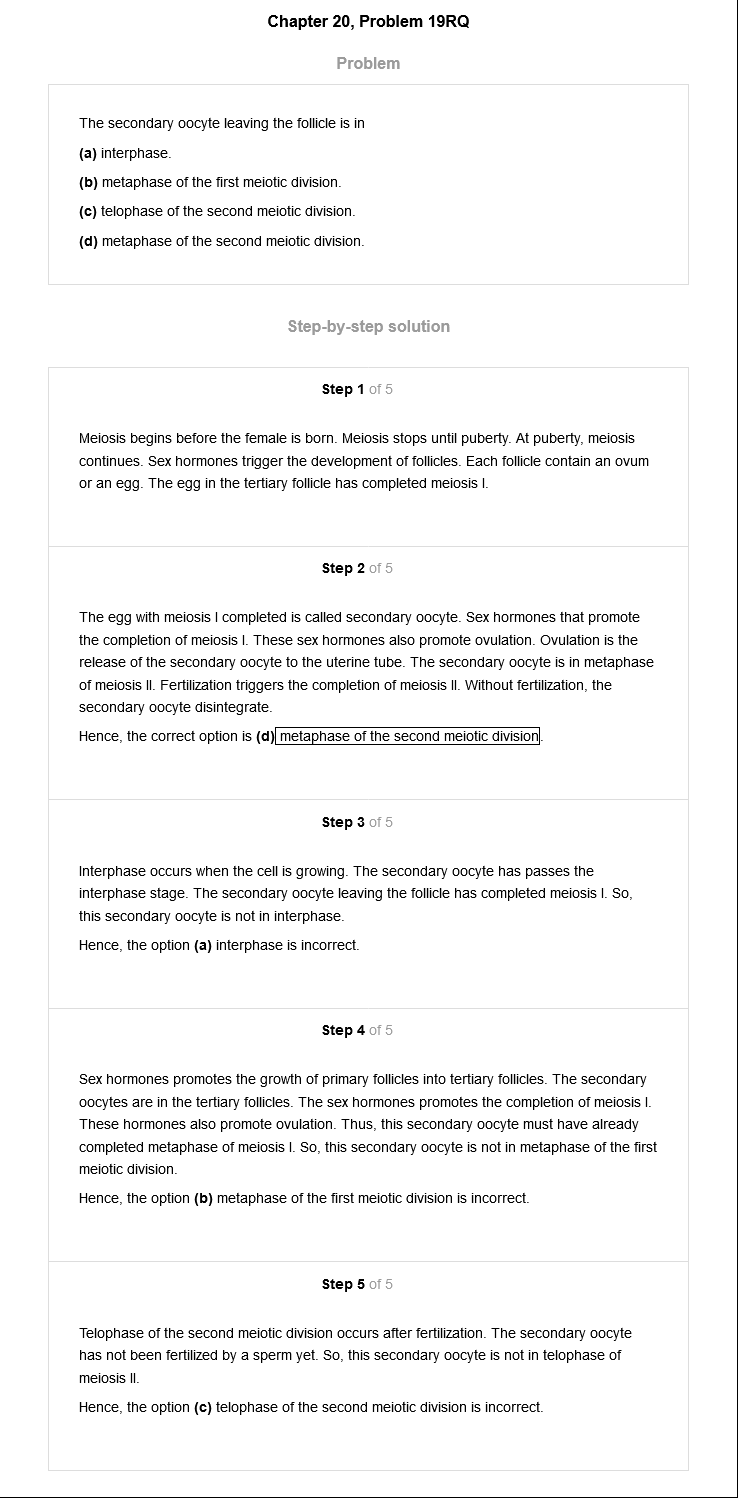 Chapter 20, Problem 19RQ
Problem
The secondary oocyte leaving the follicle is in
(a) interphase.
(b) metaphase of the first meiotic division.
(c) telophase of the second meiotic division.
(d) metaphase of the second meiotic division.
Step-by-step solution
Step 1 of 5
Meiosis begins before the female is born. Meiosis stops until puberty. At puberty, meiosis
continues. Sex hormones trigger the development of follicles. Each follicle contain an ovum
or an egg. The egg in the tertiary follicle has completed meiosis I.
Step 2 of 5
The egg with meiosis I completed is called secondary oocyte. Sex hormones that promote
the completion of meiosis I. These sex hormones also promote ovulation. Ovulation is the
release of the secondary oocyte to the uterine tube. The secondary oocyte is in metaphase
of meiosis II. Fertilization triggers the completion of meiosis II. Without fertilization, the
secondary oocyte disintegrate.
Hence, the correct option is (d) metaphase of the second meiotic division.
Step 3 of 5
Interphase occurs when the cell is growing. The secondary oocyte has passes the
interphase stage. The secondary oocyte leaving the follicle has completed meiosis I. So,
this secondary oocyte is not in interphase.
Hence, the option (a) interphase is incorrect.
Step 4 of 5
Sex hormones promotes the growth of primary follicles into tertiary follicles. The secondary
oocytes are in the tertiary follicles. The sex hormones promotes the completion of meiosis I.
These hormones also promote ovulation. Thus, this secondary oocyte must have already
completed metaphase of meiosis I. So, this secondary oocyte is not in metaphase of the first
meiotic division.
Hence, the option (b) metaphase of the first meiotic division is incorrect.
Step 5 of 5
Telophase of the second meiotic division occurs after fertilization. The secondary oocyte
has not been fertilized by a sperm yet. So, this secondary oocyte is not in telophase of
meiosis II.
Hence, the option (c) telophase of the second meiotic division is incorrect.